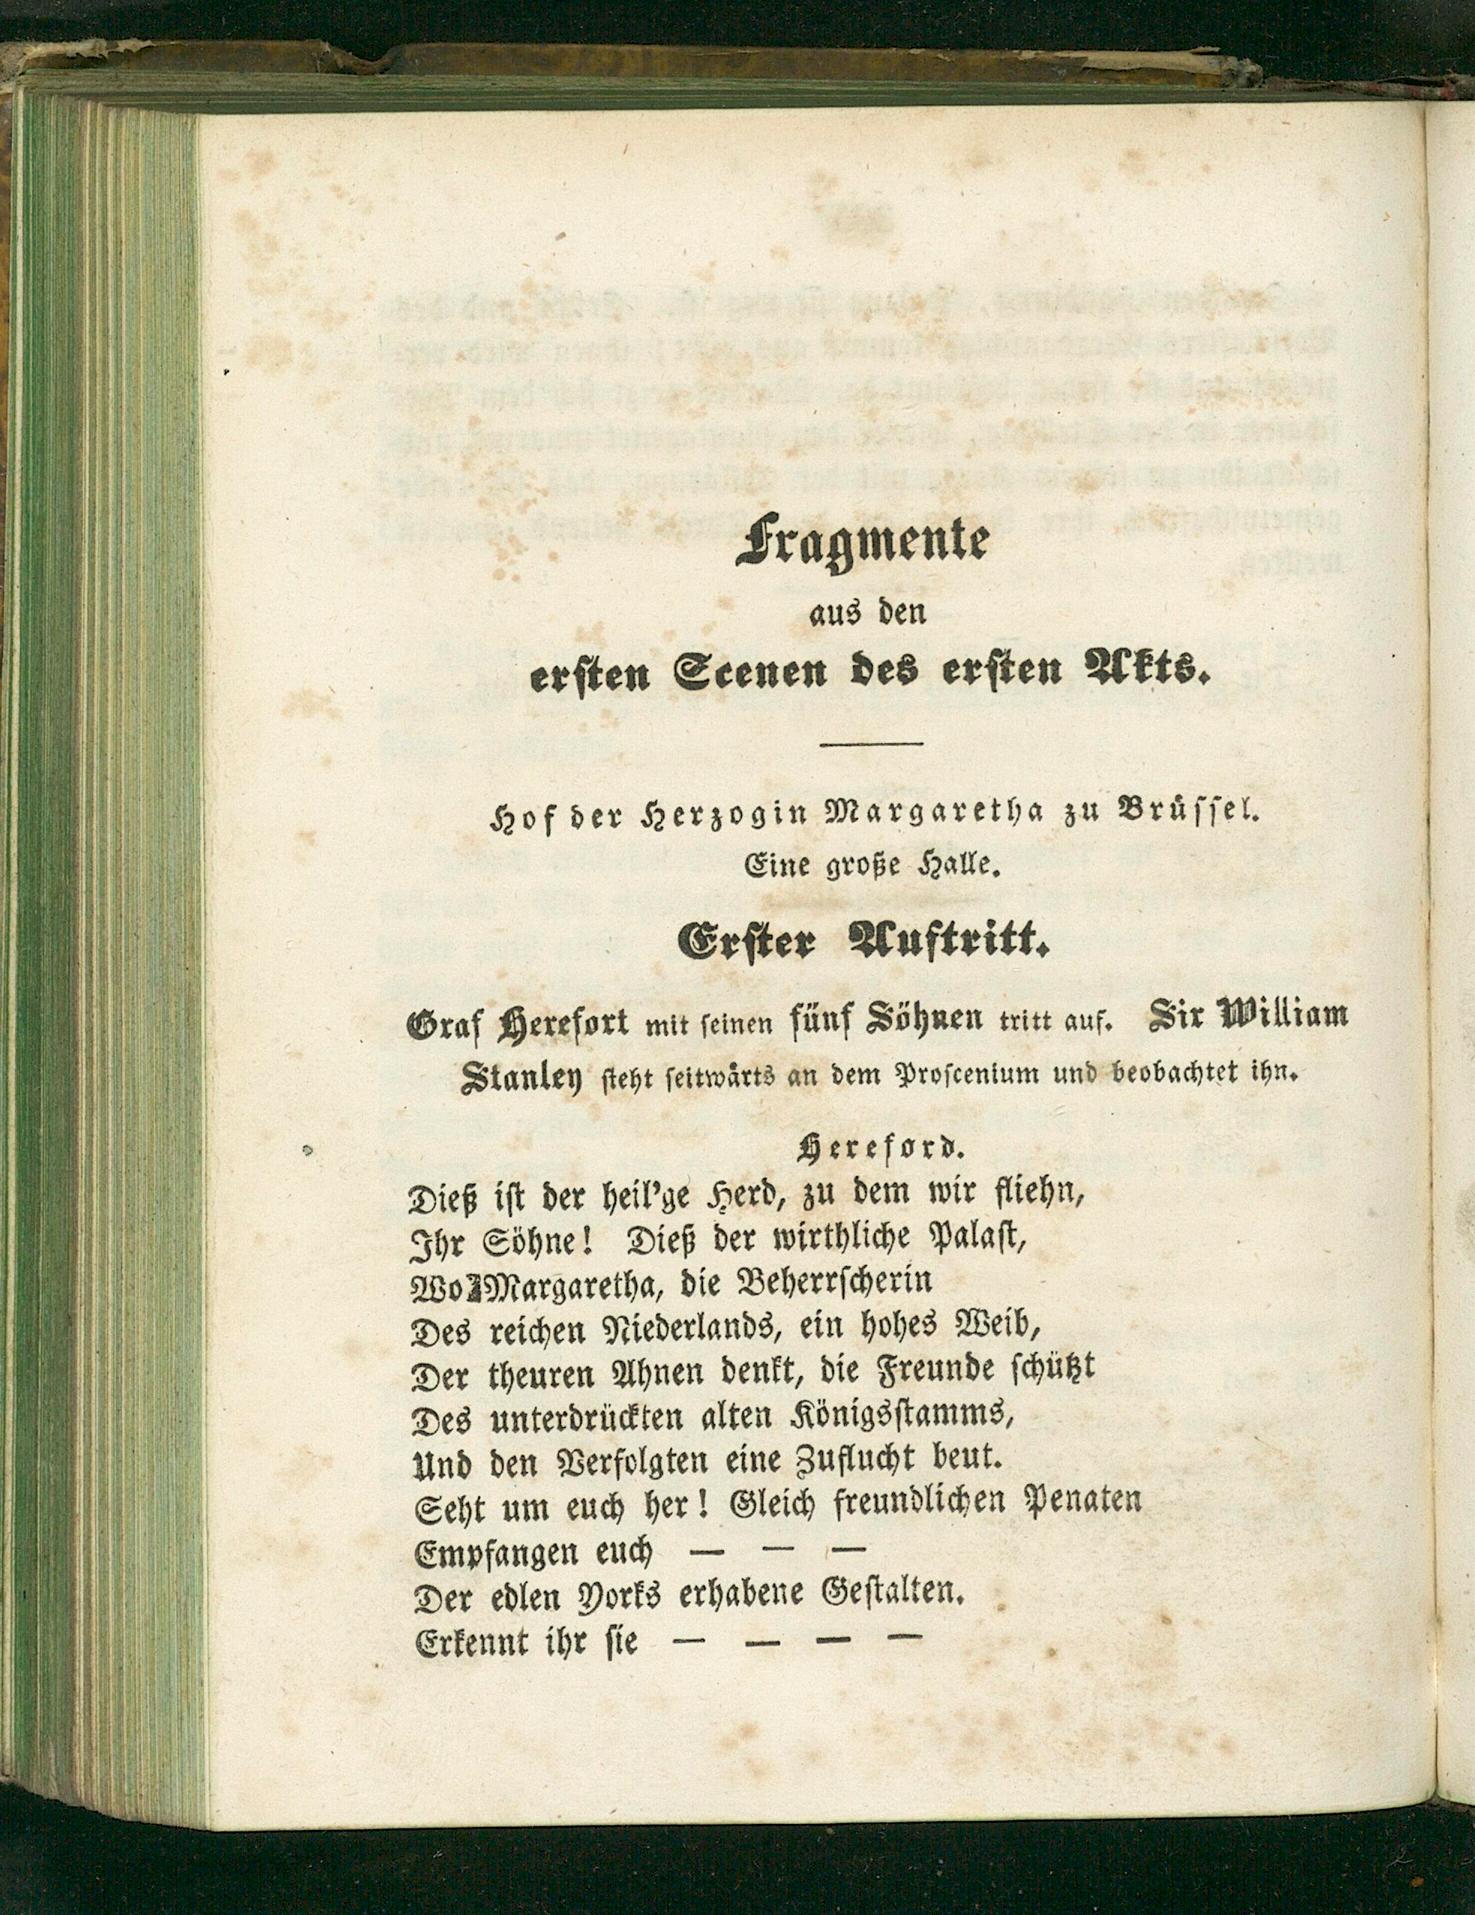 Fragmente
aus den
ersten Scenen des ersten Akts.
Hof der Herzogin Margaretha zu Brüssel.
Eine große Halle.
Erster Auftritt.
Graf Herefort mit seinen fünf Söhnen tritt auf. Sir William
Stanley steht seitwärts an dem Proscenium und beobachtet ihn.
Hereford.
Dieß ist der heil'ge Herd, zu dem wir fliehn,
Ihr Söhne! Dieß der wirthliche Palast,
Wo Margaretha, die Beherrscherin
Des reichen Niederlands, ein hohes Weib,
Der theuren Ahnen denkt, die Freunde schützt
Des unterdrückten alten Königsstamms,
Und den Verfolgten eine Zuflucht beut.
Seht um euch her! Gleich freundlichen Penaten
Empfangen euch — — —
Der edlen Yorks erhabene Gestalten.
Erkennt ihr sie — — — —